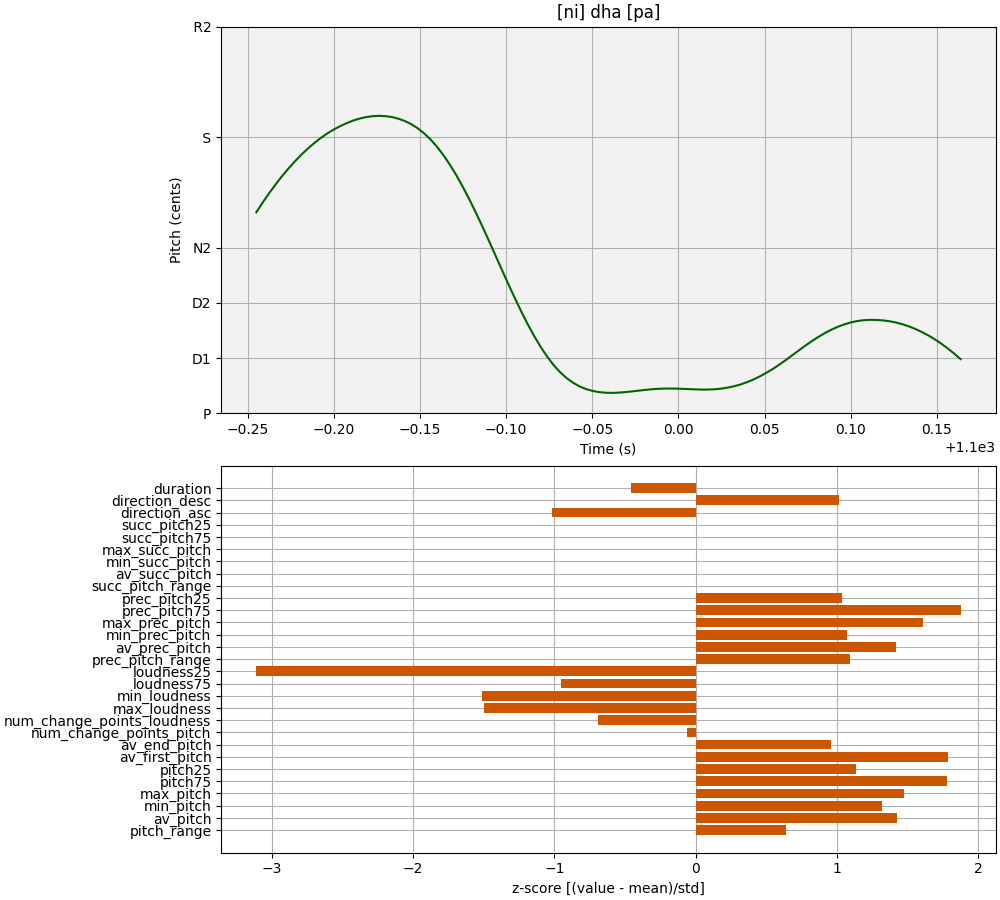 [ni] dha [pa]
R2
S
N2
D2
D1
P
Pitch (cents)
−0.25 −0.20 −0.15 −0.10 −0.05 0.00 0.05 0.10 0.15
Time (s)
+1.1e3
duration
direction_desc
direction_asc
succ_pitch25
succ_pitch75
max_succ_pitch
min_succ_pitch
av_succ_pitch
succ_pitch_range
prec_pitch25
prec_pitch75
max_prec_pitch
min_prec_pitch
av_prec_pitch
prec_pitch_range
loudness25
loudness75
min_loudness
max_loudness
num_change_points_loudness
num_change_points_pitch
av_end_pitch
av_first_pitch
pitch25
pitch75
max_pitch
min_pitch
av_pitch
pitch_range
−3 −2 −1 0 1 2
z-score [(value - mean)/std]